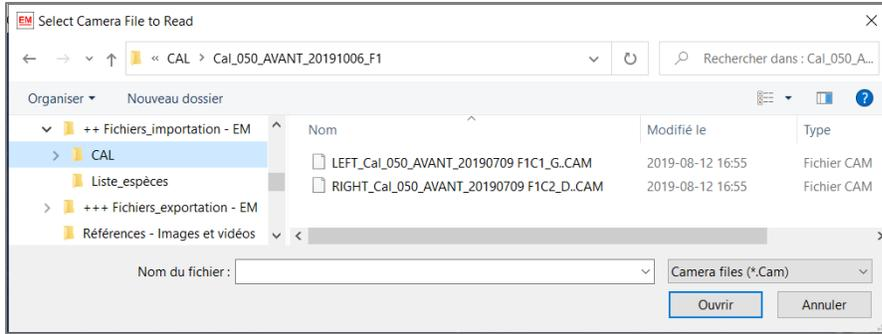 EM Select Camera File to Read
« CAL > Cal_050_AVANT_20191006_F1
Rechercher dans : Cal_050_A...
Organiser Nouveau dossier
++ Fichiers_importation - EM
CAL
Liste_espèces
+++ Fichiers_exportation - EM
Références - Images et vidéos
Nom Modifié le Type
LEFT_Cal_050_AVANT_20190709 F1C1_G..CAM 2019-08-12 16:55 Fichier CAM
RIGHT_Cal_050_AVANT_20190709 F1C2_D..CAM 2019-08-12 16:55 Fichier CAM
Nom du fichier :
Camera files (*.Cam)
Ouvrir Annuler